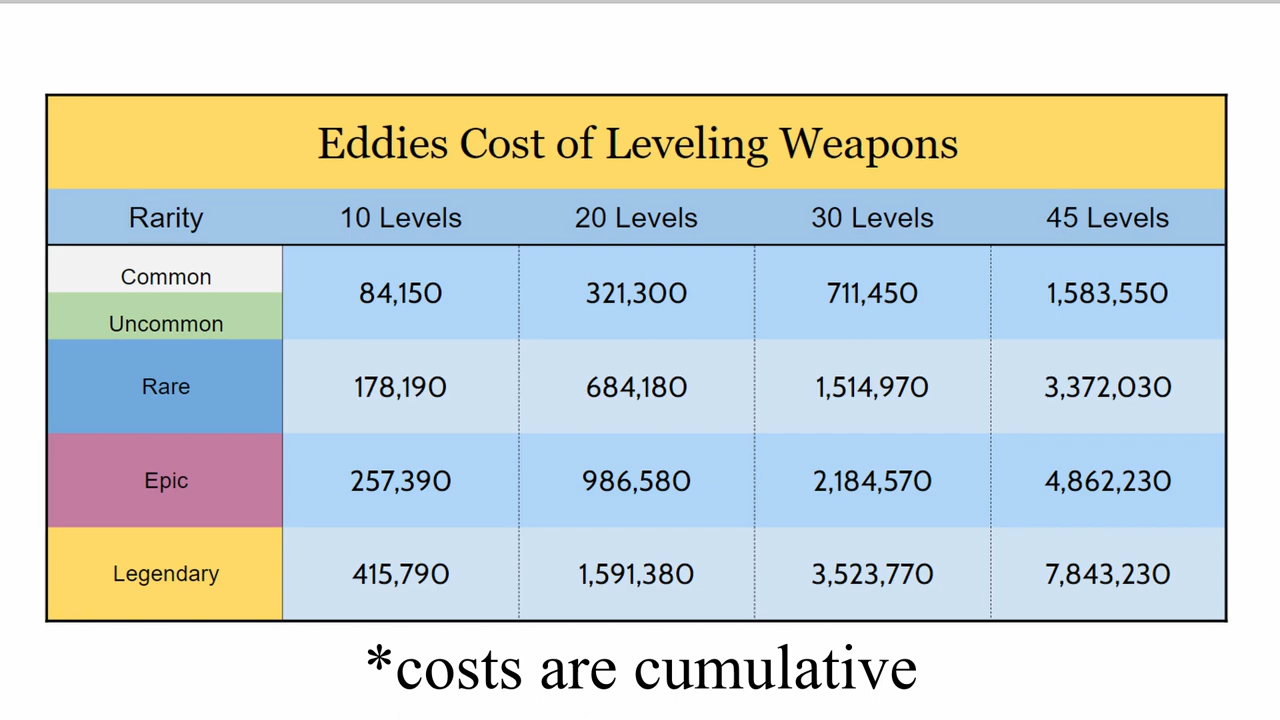 Eddies Cost of Leveling Weapons
Rarity 10 Levels 20 Levels 30 Levels 45 Levels
Common
84,150 321,300 711,450 1,583,550
Uncommon
Rare 178,190 684,180 1,514,970 3,372,030
Epic 257,390 986,580 2,184,570 4,862,230
Legendary 415,790 1,591,380 3,523,770 7,843,230
*costs are cumulative